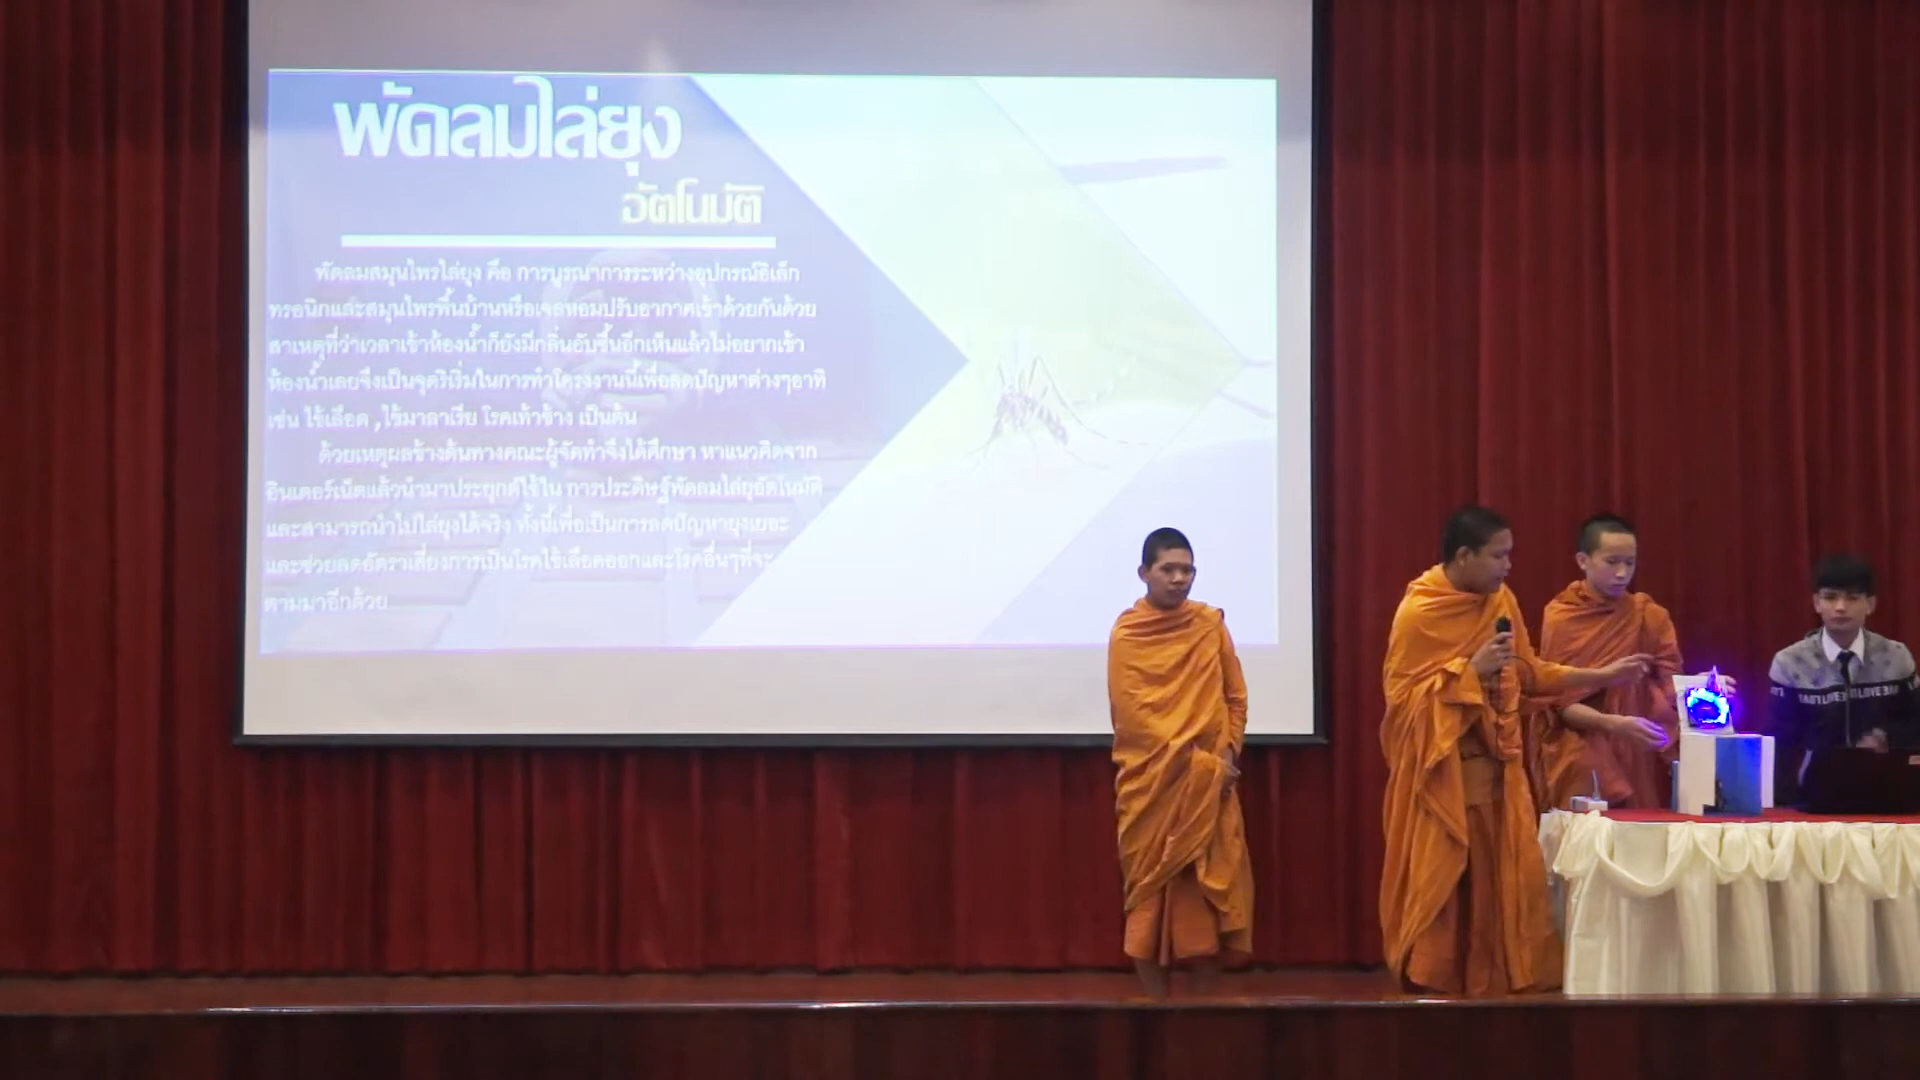 พัดลมไล่ยุง
อัตโนมัติ
พัดลมสมุนไพรไล่ยุง คือ การบูรณาการระหว่างอุปกรณ์อิเล็ก
ทรอนิกและสมุนไพรพื้นบ้านหรือเจลหอมปรับอากาศเข้าด้วยกันด้วย
สาเหตุที่ว่าเวลาเข้าห้องน้ำก็ยังมีกลิ่นอับชื้นอีกเห็นแล้วไม่อยากเข้า
ห้องน้ำเลยจึงเป็นจุดริเริ่มในการทำโครงงานนี้เพื่อลดปัญหาต่างๆอาทิ
เช่น ไข้เลือด ,ไข้มาลาเรีย โรคเท้าช้าง เป็นต้น
ด้วยเหตุผลข้างต้นทางคณะผู้จัดทำจึงได้ศึกษา หาแนวคิดจาก
อินเตอร์เน็ตแล้วนำมาประยุกต์ใช้ใน การประดิษฐ์พัดลมไล่ยุงอัตโนมัติ
และสามารถนำไปไล่ยุงได้จริง ทั้งนี้เพื่อเป็นการลดปัญหายุงเยอะ
และช่วยลดอัตราเสี่ยงการเป็นโรคไข้เลือดออกและโรคอื่นๆที่จะ
ตามมาอีกด้วย